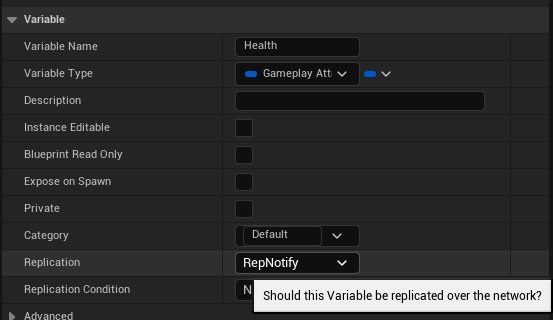 Variable
Variable Name Health
Variable Type Gameplay Att
Description
Instance Editable
Blueprint Read Only
Expose on Spawn
Private
Category Default
Replication RepNotify
Replication Condition N
Should this Variable be replicated over the network?
Advanced